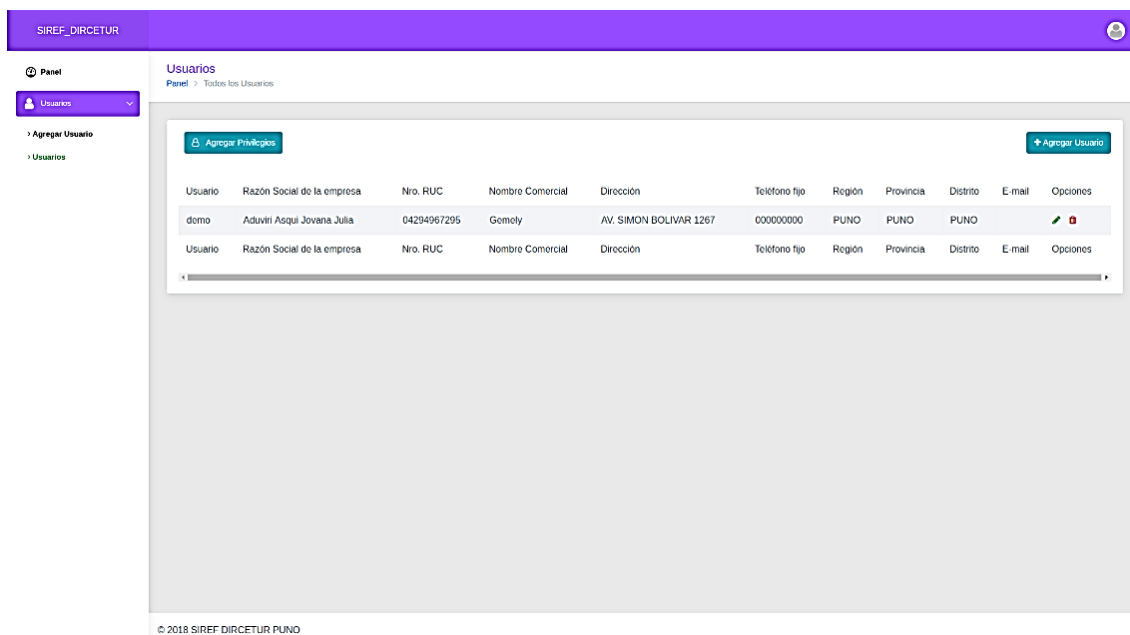 SIREF_DIRCETUR
Panel
Usuarios
› Agregar Usuario
› Usuarios
Usuarios
Panel > Todos los Usuarios
Agregar Privilegios
+ Agregar Usuario
Usuario Razón Social de la empresa Nro. RUC Nombre Comercial Dirección Teléfono fijo Región Provincia Distrito E-mail Opciones
demo Aduviri Asqui Jovana Julia 04294967295 Gemely AV. SIMON BOLIVAR 1267 000000000 PUNO PUNO PUNO
Usuario Razón Social de la empresa Nro. RUC Nombre Comercial Dirección Teléfono fijo Región Provincia Distrito E-mail Opciones
© 2018 SIREF DIRCETUR PUNO